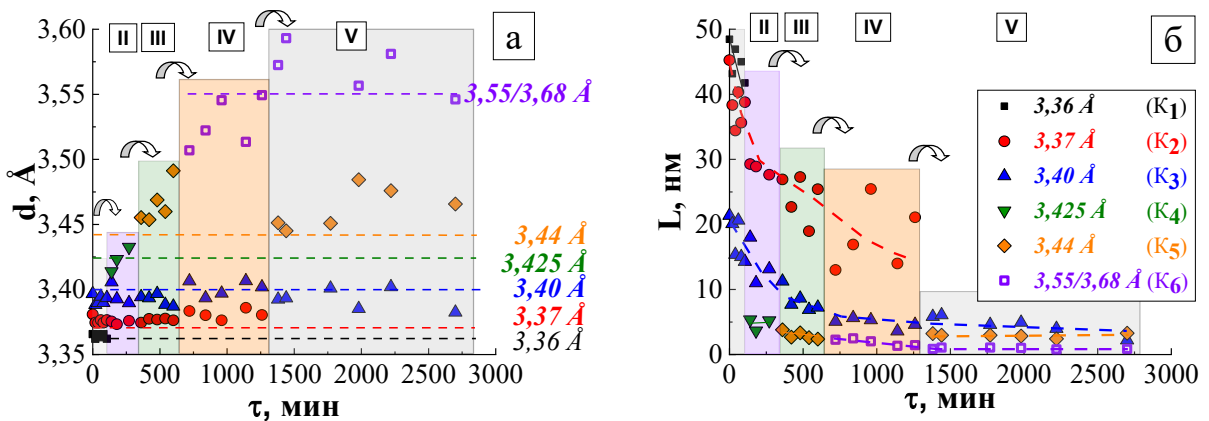 II
III
IV
V
а
3,60
3,55
3,50
3,45
3,40
3,35
d, Å
3,55/3,68 Å
3,44 Å
3,425 Å
3,40 Å
3,37 Å
3,36 Å
0 500 1000 1500 2000 2500 3000
τ, мин
II
III
IV
V
б
50
40
30
20
10
0
L, нм
3,36 Å (К1)
3,37 Å (К2)
3,40 Å (К3)
3,425 Å (К4)
3,44 Å (К5)
3,55/3,68 Å (К6)
0 500 1000 1500 2000 2500 3000
τ, мин